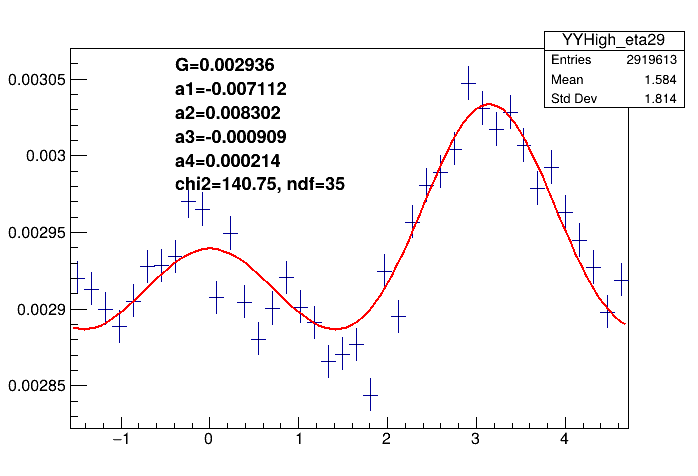 YYHigh_eta29
Entries 2919613
Mean 1.584
Std Dev 1.814
G=0.002936
a1=-0.007112
a2=0.008302
a3=-0.000909
a4=0.000214
chi2=140.75, ndf=35
0.00305
0.003
0.00295
0.0029
0.00285
−1 0 1 2 3 4